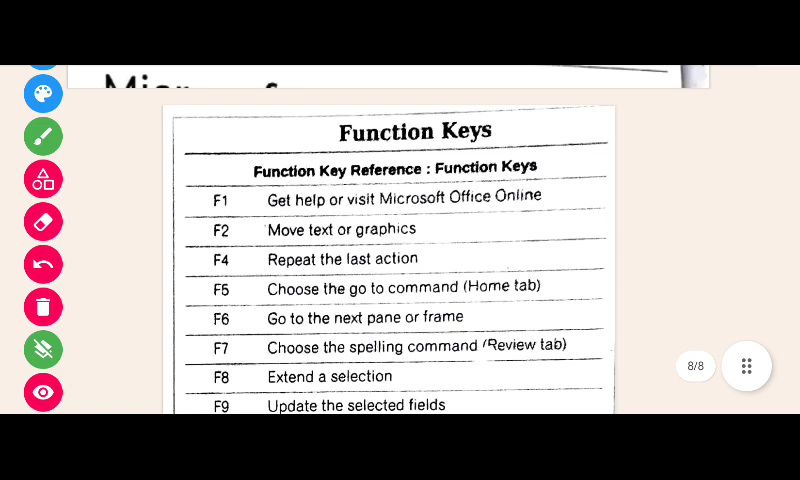 Function Keys
Function Key Reference : Function Keys
F1 Get help or visit Microsoft Office Online
F2 Move text or graphics
F4 Repeat the last action
F5 Choose the go to command (Home tab)
F6 Go to the next pane or frame
F7 Choose the spelling command (Review tab)
F8 Extend a selection
F9 Update the selected fields
8/8